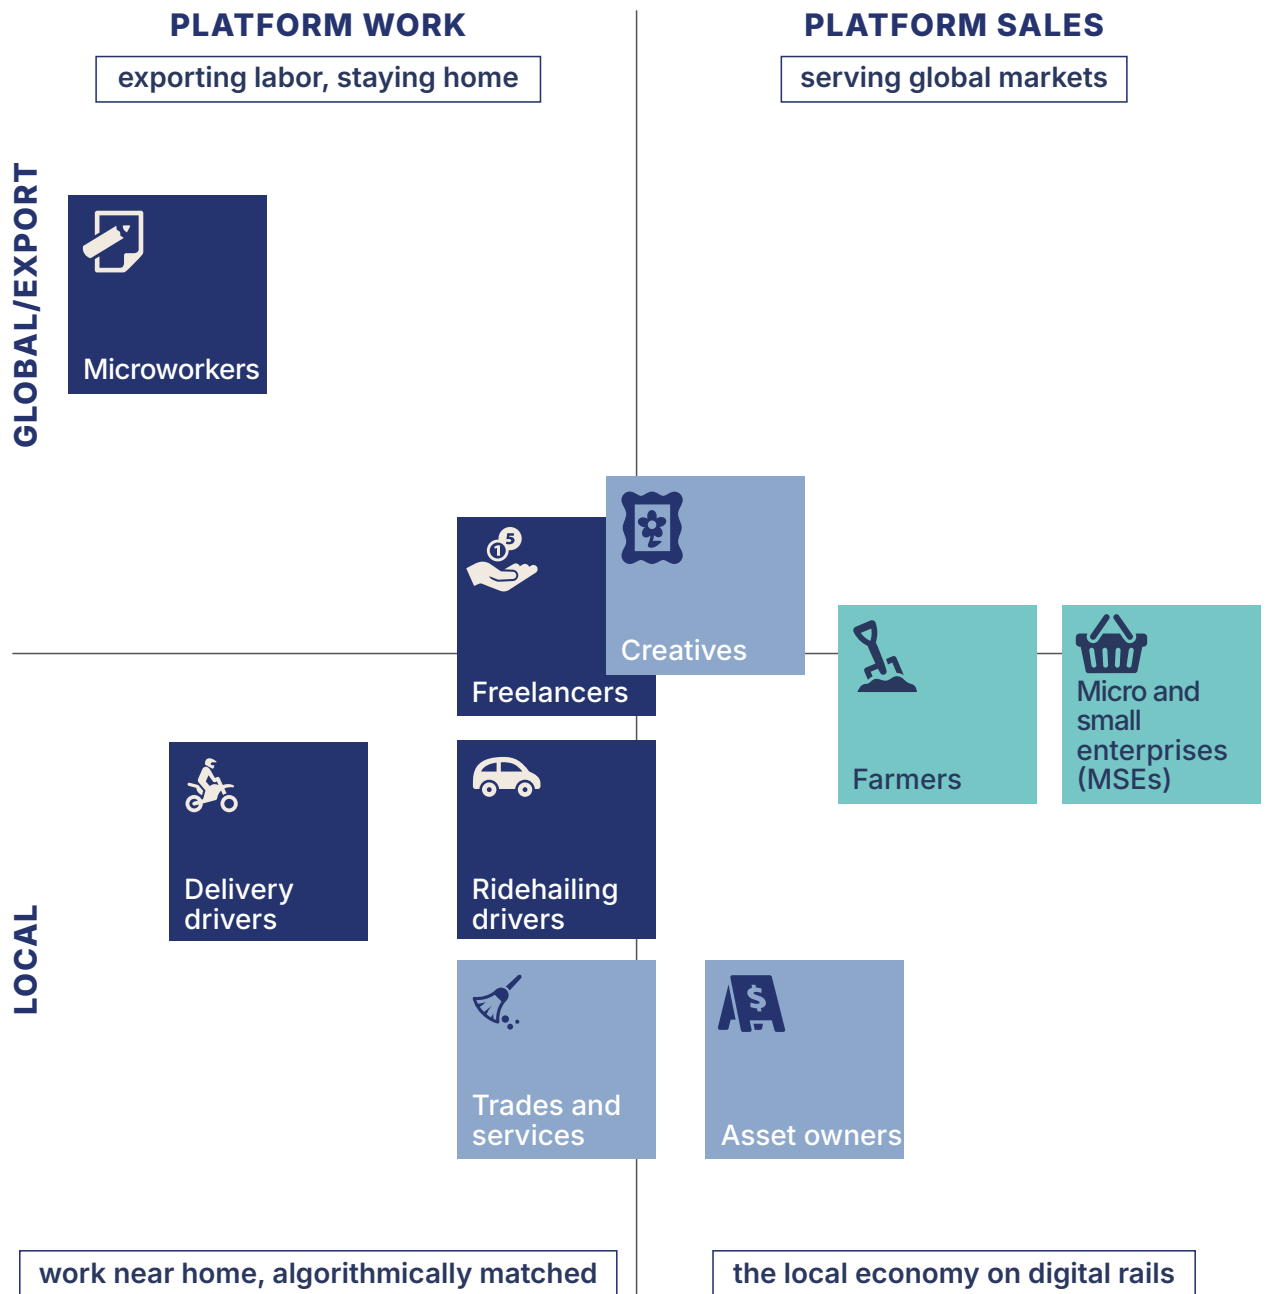 PLATFORM WORK
PLATFORM SALES
exporting labor, staying home
serving global markets
GLOBAL/EXPORT
Microworkers
1
5
Freelancers
Creatives
Farmers
Micro and
small
enterprises
(MSEs)
LOCAL
Delivery
drivers
Ridehailing
drivers
Trades and
services
$
Asset owners
work near home, algorithmically matched
the local economy on digital rails